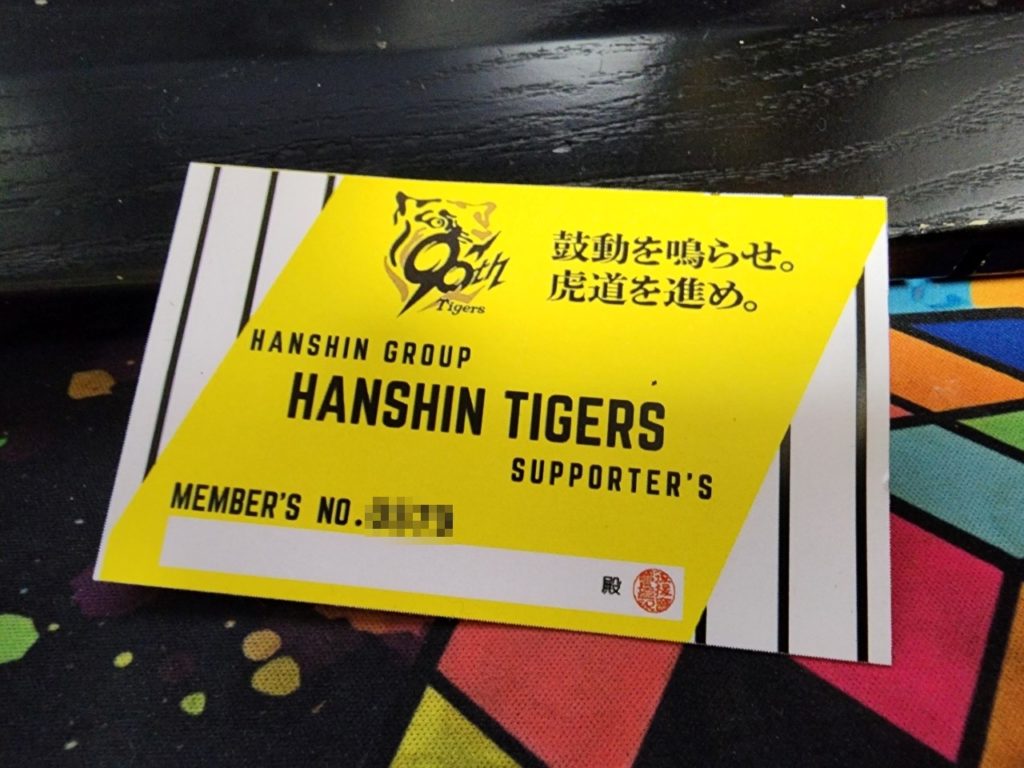 90th
Tigers
鼓動を鳴らせ。
虎道を進め。
HANSHIN GROUP
HANSHIN TIGERS
SUPPORTER'S
MEMBER'S NO.
殿